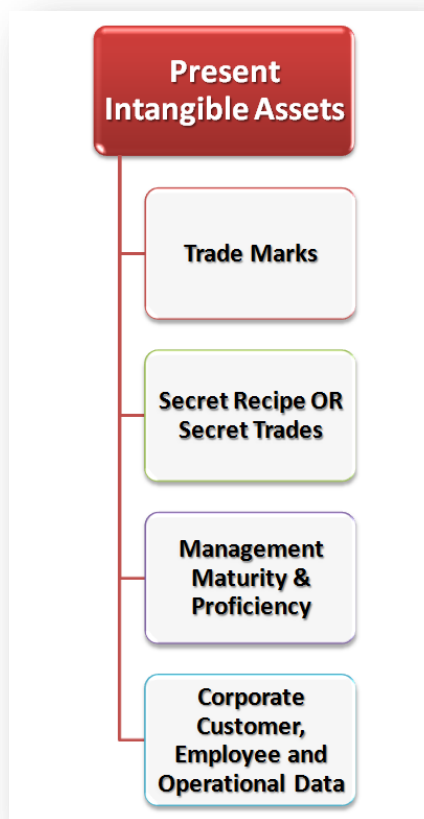 Present
Intangible Assets
Trade Marks
Secret Recipe OR
Secret Trades
Management
Maturity &
Proficiency
Corporate
Customer,
Employee and
Operational Data